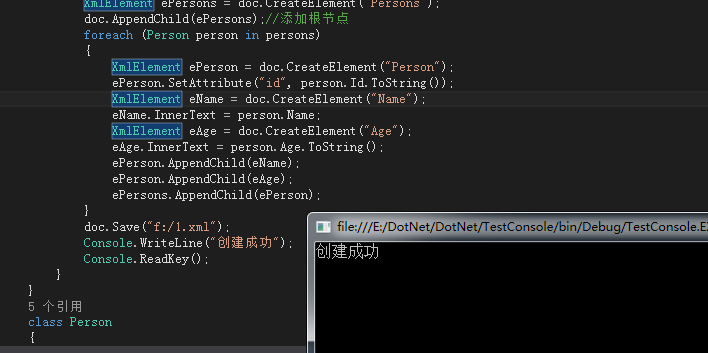 XmlElement ePersons = doc.CreateElement("Persons");
doc.AppendChild(ePersons);//添加根节点
foreach (Person person in persons)
{
XmlElement ePerson = doc.CreateElement("Person");
ePerson.SetAttribute("id", person.Id.ToString());
XmlElement eName = doc.CreateElement("Name");
eName.InnerText = person.Name;
XmlElement eAge = doc.CreateElement("Age");
eAge.InnerText = person.Age.ToString();
ePerson.AppendChild(eName);
ePerson.AppendChild(eAge);
ePersons.AppendChild(ePerson);
}
doc.Save("f:/1.xml");
Console.WriteLine("创建成功");
Console.ReadKey();
}
}
5 个引用
class Person
{
file:///E:/DotNet/DotNet/TestConsole/bin/Debug/TestConsole.E
创建成功